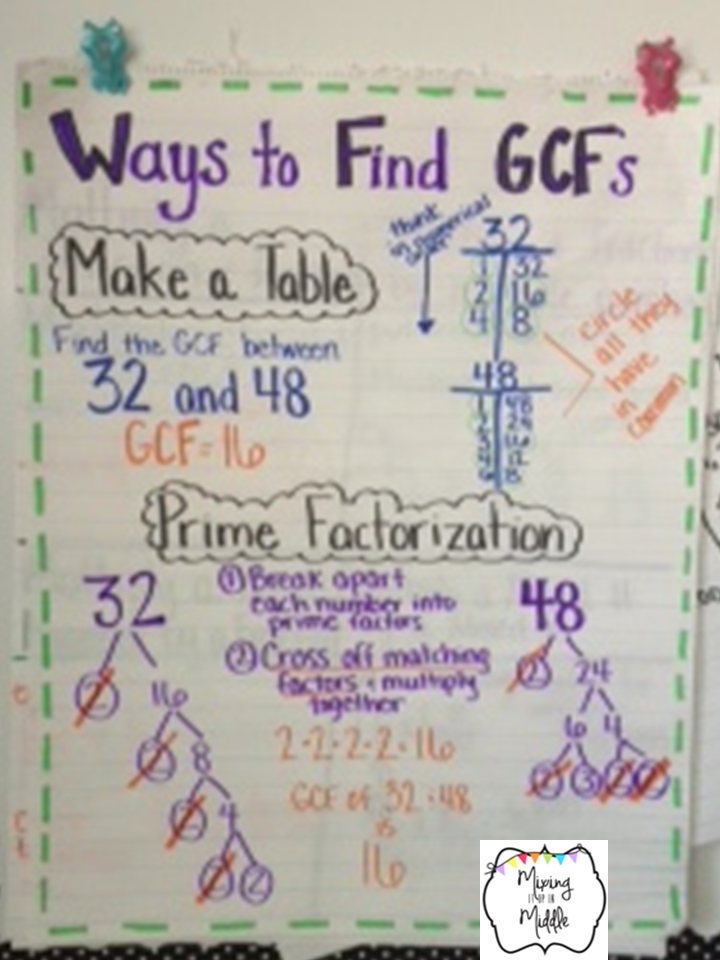 Ways to Find GCFs
Make a Table
Find the GCF between
32 and 48
GCF=16
think
in numerical
32
1 32
2 16
4 8
circle
all they
have
in
common
48
1 48
2 24
3 16
4 12
6 8
Prime Factorization
① Break apart
each number into
prime factors
② Cross off matching
factors & multiply
together
2·2·2·2=16
GCF of 32 & 48
is
16
32
2 16
2 8
2 4
2 2
48
2 24
6 4
2 3 2 2
Mixing
IT UP IN
Middle